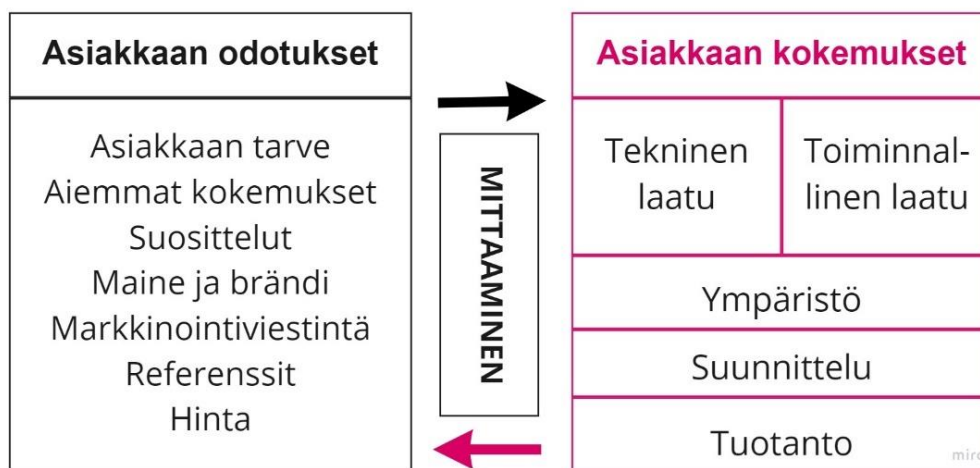 Asiakkaan odotukset
Asiakkaan tarve
Aiemmat kokemukset
Suosittelut
Maine ja brändi
Markkinointiviestintä
Referenssit
Hinta
MITTAAMINEN
Asiakkaan kokemukset
Tekninen
laatu
Toiminnal-
linen laatu
Ympäristö
Suunnittelu
Tuotanto